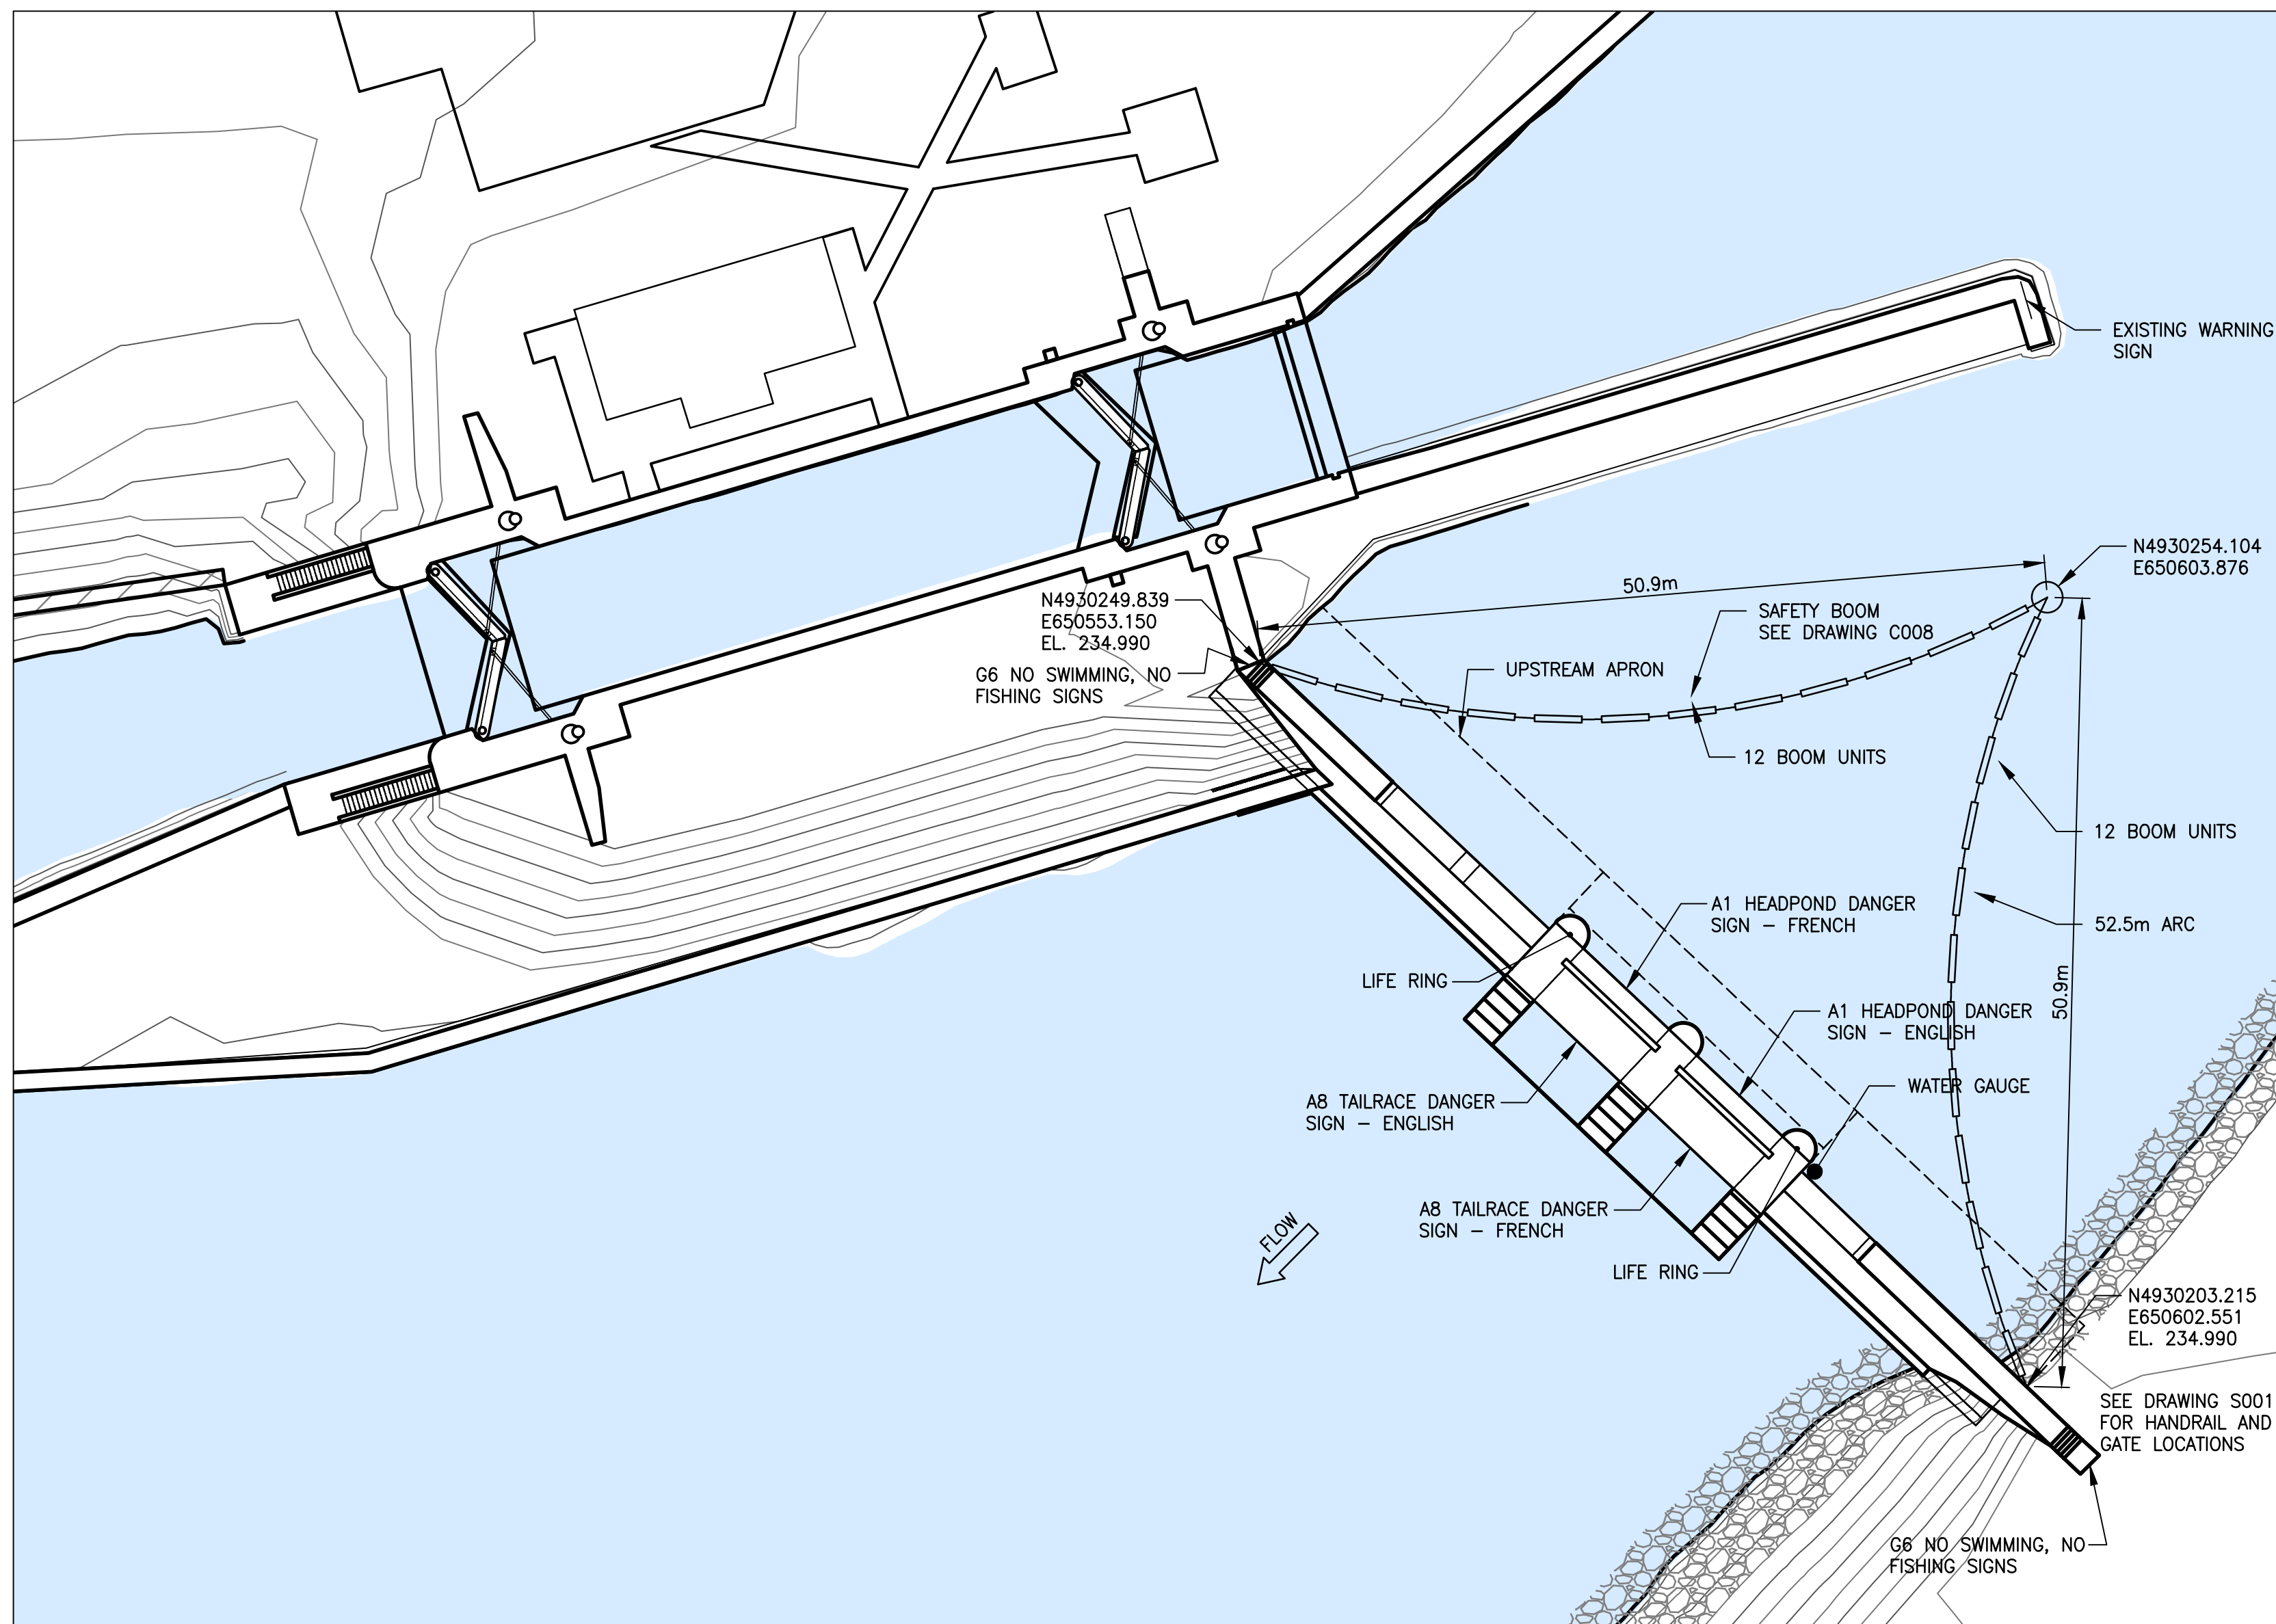 EXISTING WARNING
SIGN
N4930254.104
E650603.876
50.9m
N4930249.839
E650553.150
EL. 234.990
SAFETY BOOM
SEE DRAWING C008
G6 NO SWIMMING, NO
FISHING SIGNS
UPSTREAM APRON
12 BOOM UNITS
12 BOOM UNITS
A1 HEADPOND DANGER
SIGN – FRENCH
52.5m ARC
LIFE RING
50.9m
A1 HEADPOND DANGER
SIGN – ENGLISH
WATER GAUGE
A8 TAILRACE DANGER
SIGN – ENGLISH
A8 TAILRACE DANGER
SIGN – FRENCH
FLOW
LIFE RING
N4930203.215
E650602.551
EL. 234.990
SEE DRAWING S001
FOR HANDRAIL AND
GATE LOCATIONS
G6 NO SWIMMING, NO
FISHING SIGNS